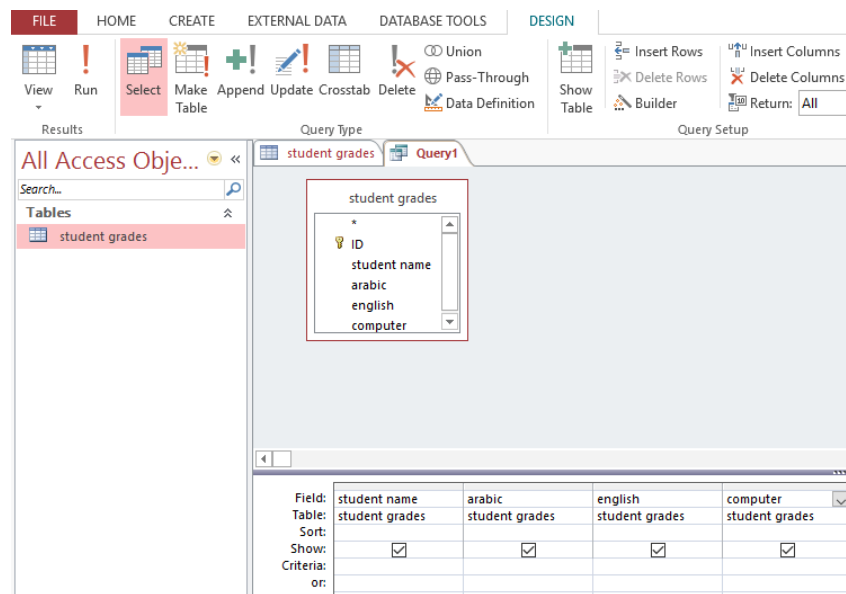 FILE HOME CREATE EXTERNAL DATA DATABASE TOOLS DESIGN
View Run Select Make Table Append Update Crosstab Delete
Union
Pass-Through
Data Definition
Show Table
Insert Rows
Delete Rows
Builder
Insert Columns
Delete Columns
Return: All
Results Query Type Query Setup
All Access Obje... «
Search...
Tables
student grades
student grades Query1
student grades
*
ID
student name
arabic
english
computer
Field: student name arabic english computer
Table: student grades student grades student grades student grades
Sort:
Show:
Criteria:
or: